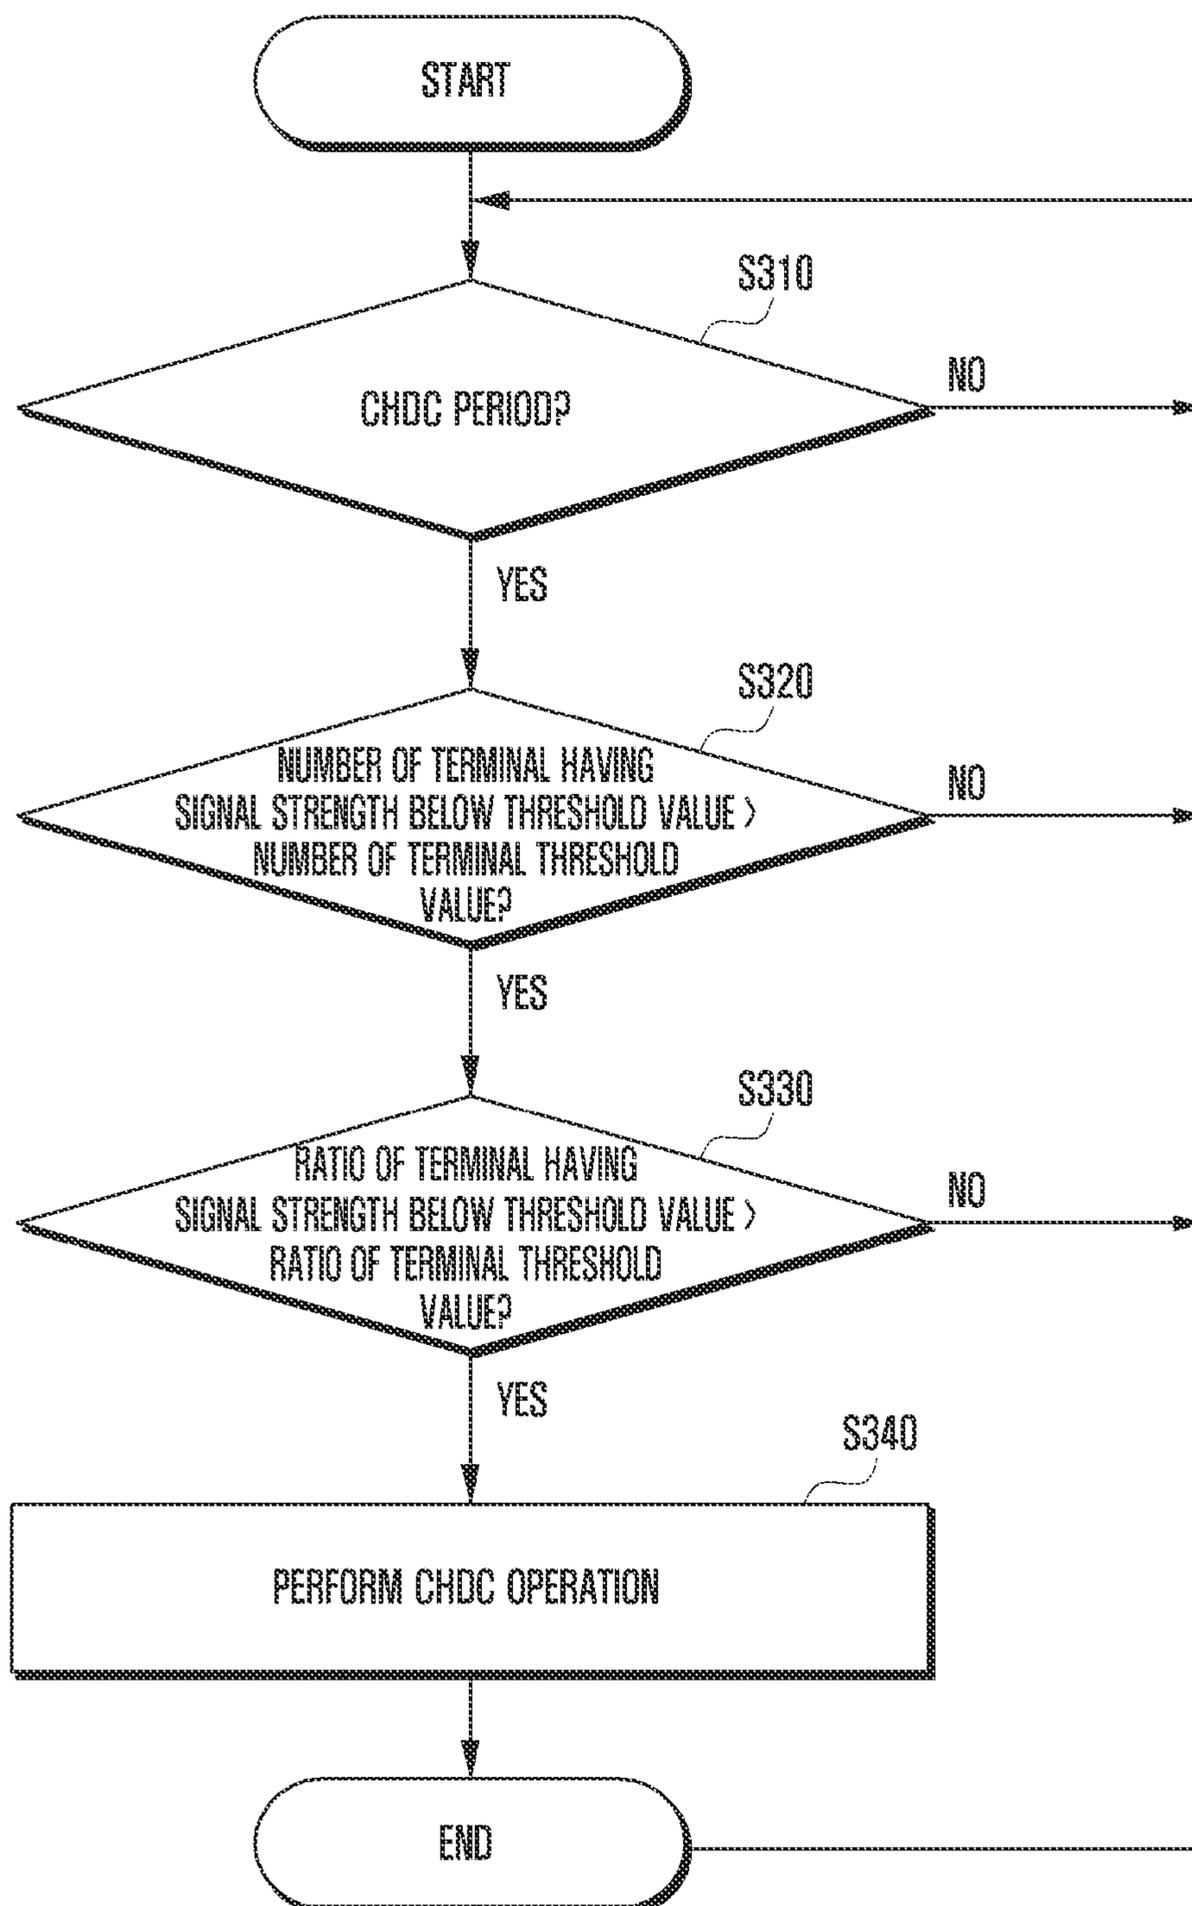 START
S310
CHDC PERIOD?
NO
YES
S320
NUMBER OF TERMINAL HAVING
SIGNAL STRENGTH BELOW THRESHOLD VALUE >
NUMBER OF TERMINAL THRESHOLD
VALUE?
NO
YES
S330
RATIO OF TERMINAL HAVING
SIGNAL STRENGTH BELOW THRESHOLD VALUE >
RATIO OF TERMINAL THRESHOLD
VALUE?
NO
YES
S340
PERFORM CHDC OPERATION
END